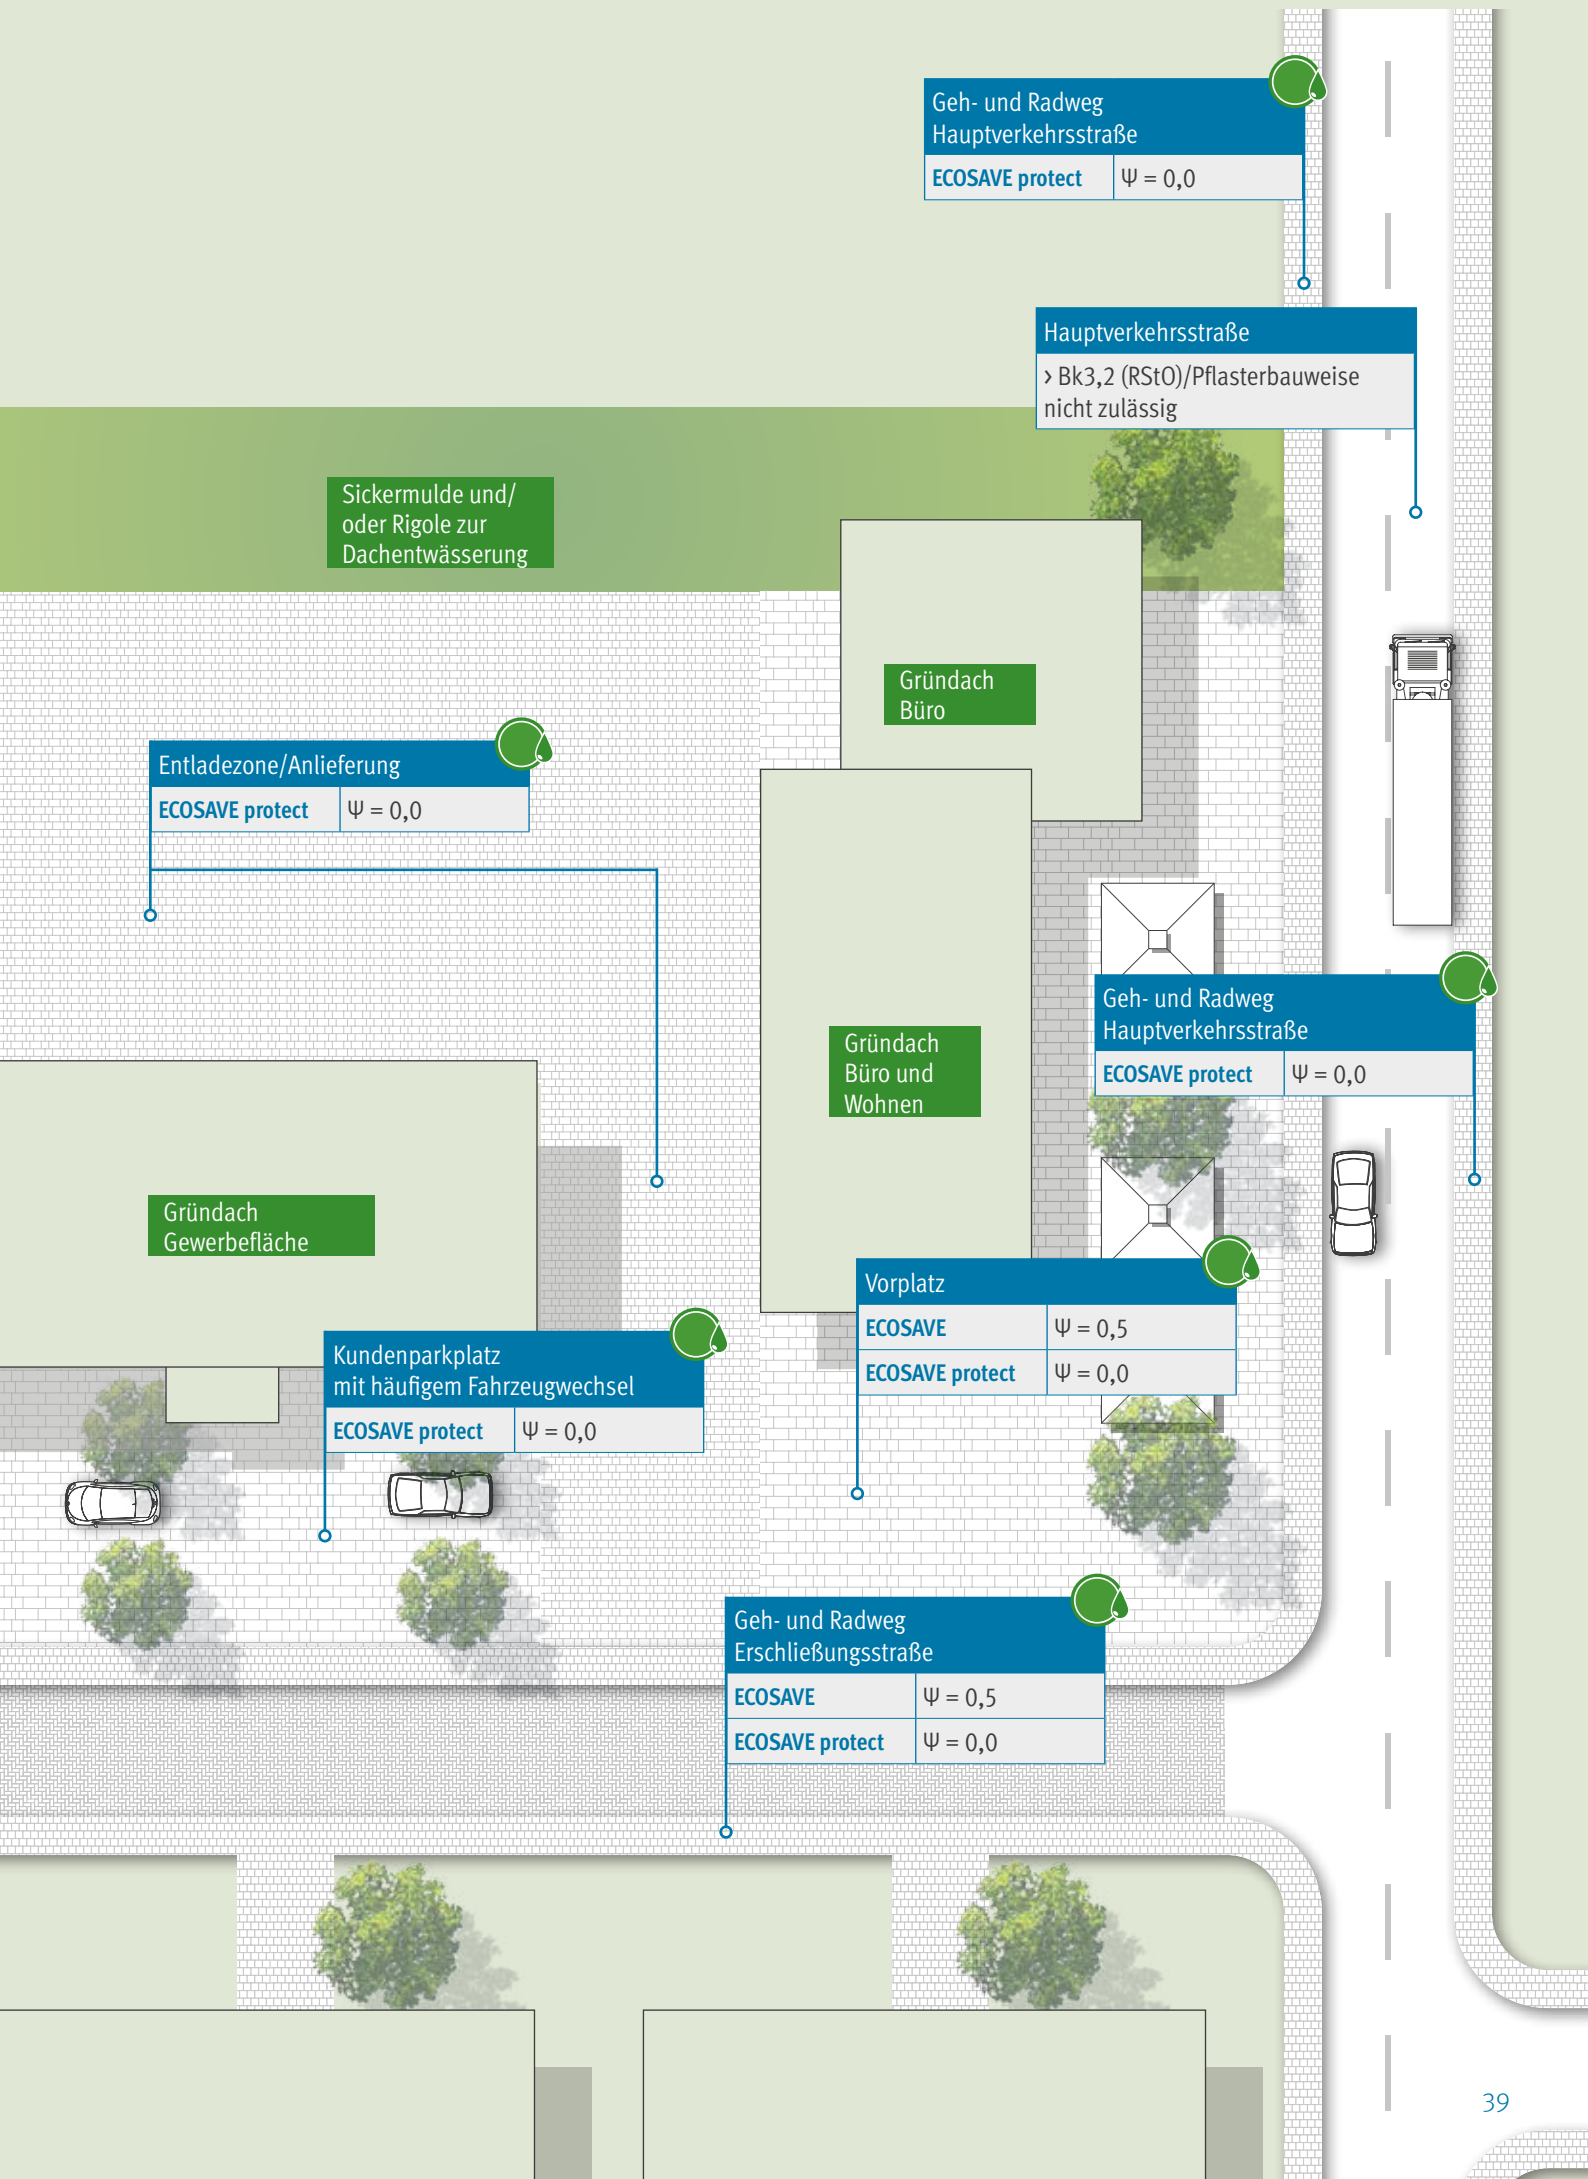 Geh- und Radweg
Hauptverkehrsstraße
ECOSAVE protect Ψ = 0,0
Hauptverkehrsstraße
> Bk3,2 (RStO)/Pflasterbauweise
nicht zulässig
Sickermulde und/
oder Rigole zur
Dachentwässerung
Gründach
Büro
Entladezone/Anlieferung
ECOSAVE protect Ψ = 0,0
Geh- und Radweg
Hauptverkehrsstraße
ECOSAVE protect Ψ = 0,0
Gründach
Büro und
Wohnen
Gründach
Gewerbefläche
Vorplatz
ECOSAVE Ψ = 0,5
ECOSAVE protect Ψ = 0,0
Kundenparkplatz
mit häufigem Fahrzeugwechsel
ECOSAVE protect Ψ = 0,0
Geh- und Radweg
Erschließungsstraße
ECOSAVE Ψ = 0,5
ECOSAVE protect Ψ = 0,0
39